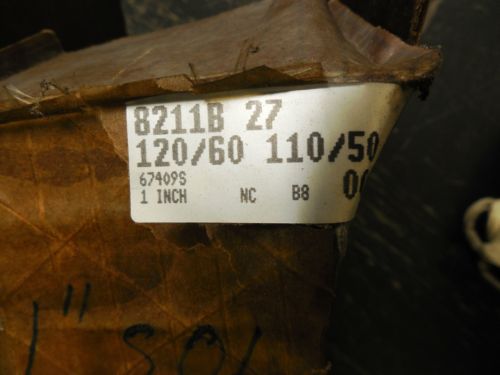 8211B 27
120/60 110/50
67409S
1 INCH NC B8
1" SOL